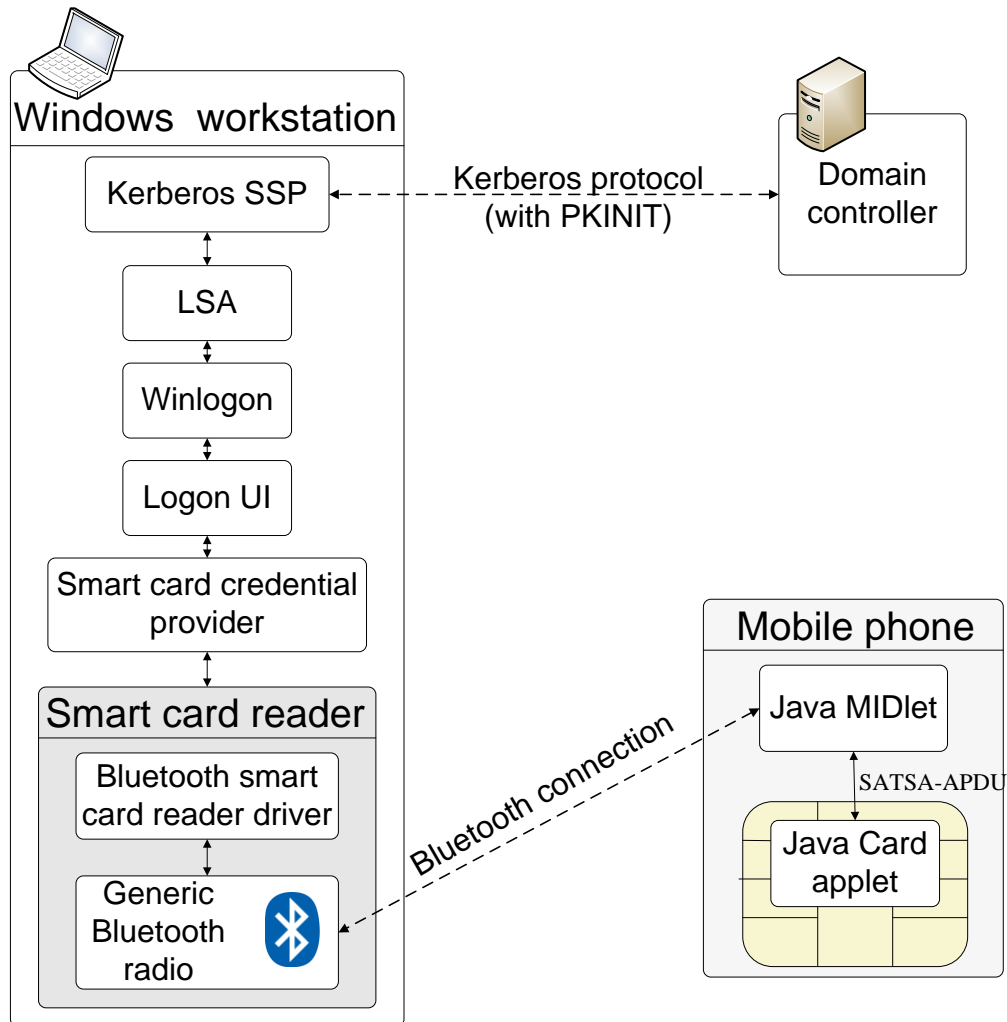 Windows workstation
Kerberos SSP
Kerberos protocol
(with PKINIT)
Domain
controller
LSA
Winlogon
Logon UI
Smart card credential
provider
Smart card reader
Bluetooth smart
card reader driver
Generic
Bluetooth
radio
Bluetooth connection
Mobile phone
Java MIDlet
SATSA-APDU
Java Card
applet